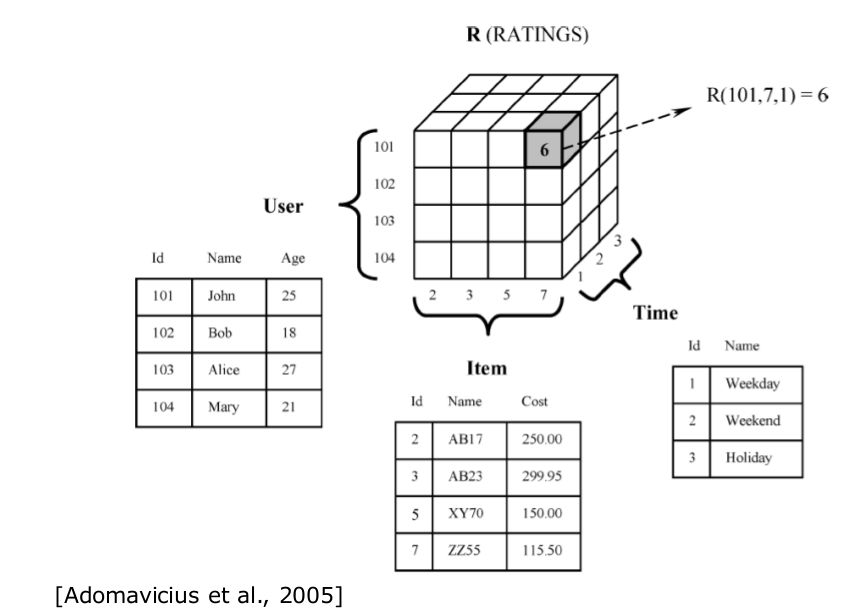 R (RATINGS)
R(101,7,1) = 6
101
6
102
User
103
104
Id Name Age
101 John 25
102 Bob 18
103 Alice 27
104 Mary 21
2 3 5 7
1 2 3
Time
Id Name
1 Weekday
2 Weekend
3 Holiday
Item
Id Name Cost
2 AB17 250.00
3 AB23 299.95
5 XY70 150.00
7 ZZ55 115.50
[Adomavicius et al., 2005]